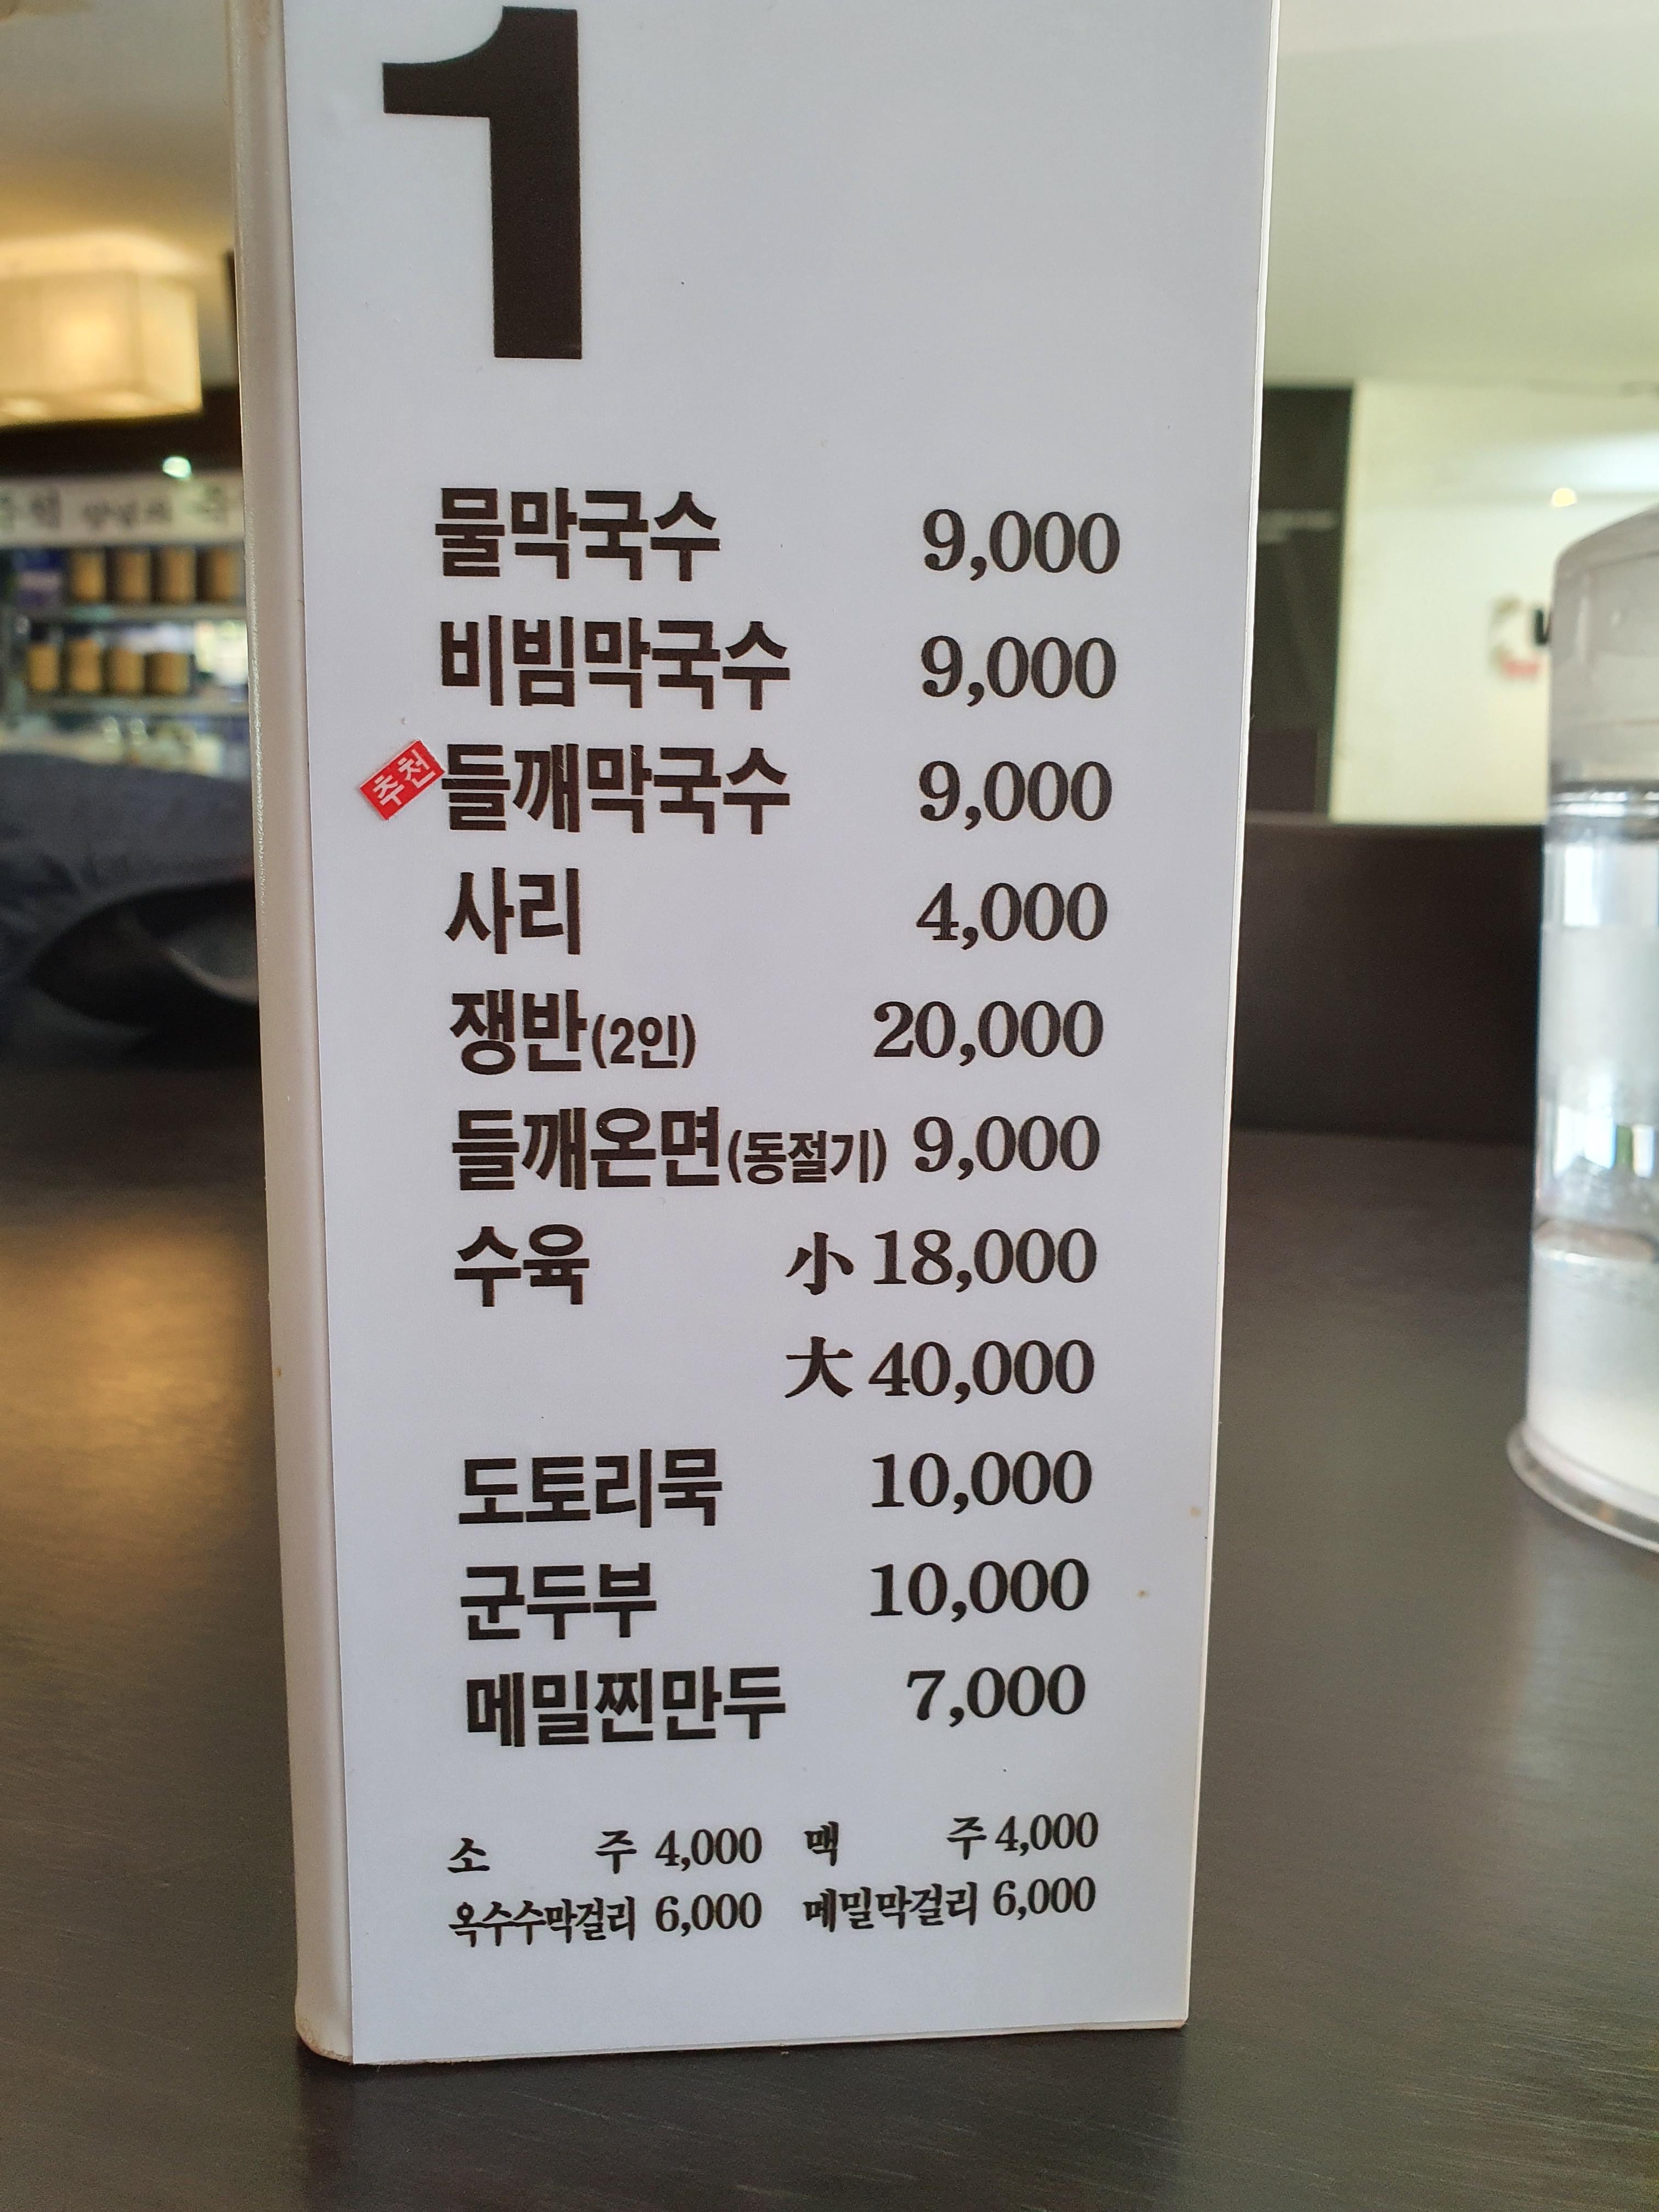 1
물막국수 9,000
비빔막국수 9,000
추천 들깨막국수 9,000
사리 4,000
쟁반(2인) 20,000
들깨온면(동절기) 9,000
수육 小 18,000
大 40,000
도토리묵 10,000
군두부 10,000
메밀찐만두 7,000
소 주 4,000 맥 주 4,000
옥수수막걸리 6,000 메밀막걸리 6,000